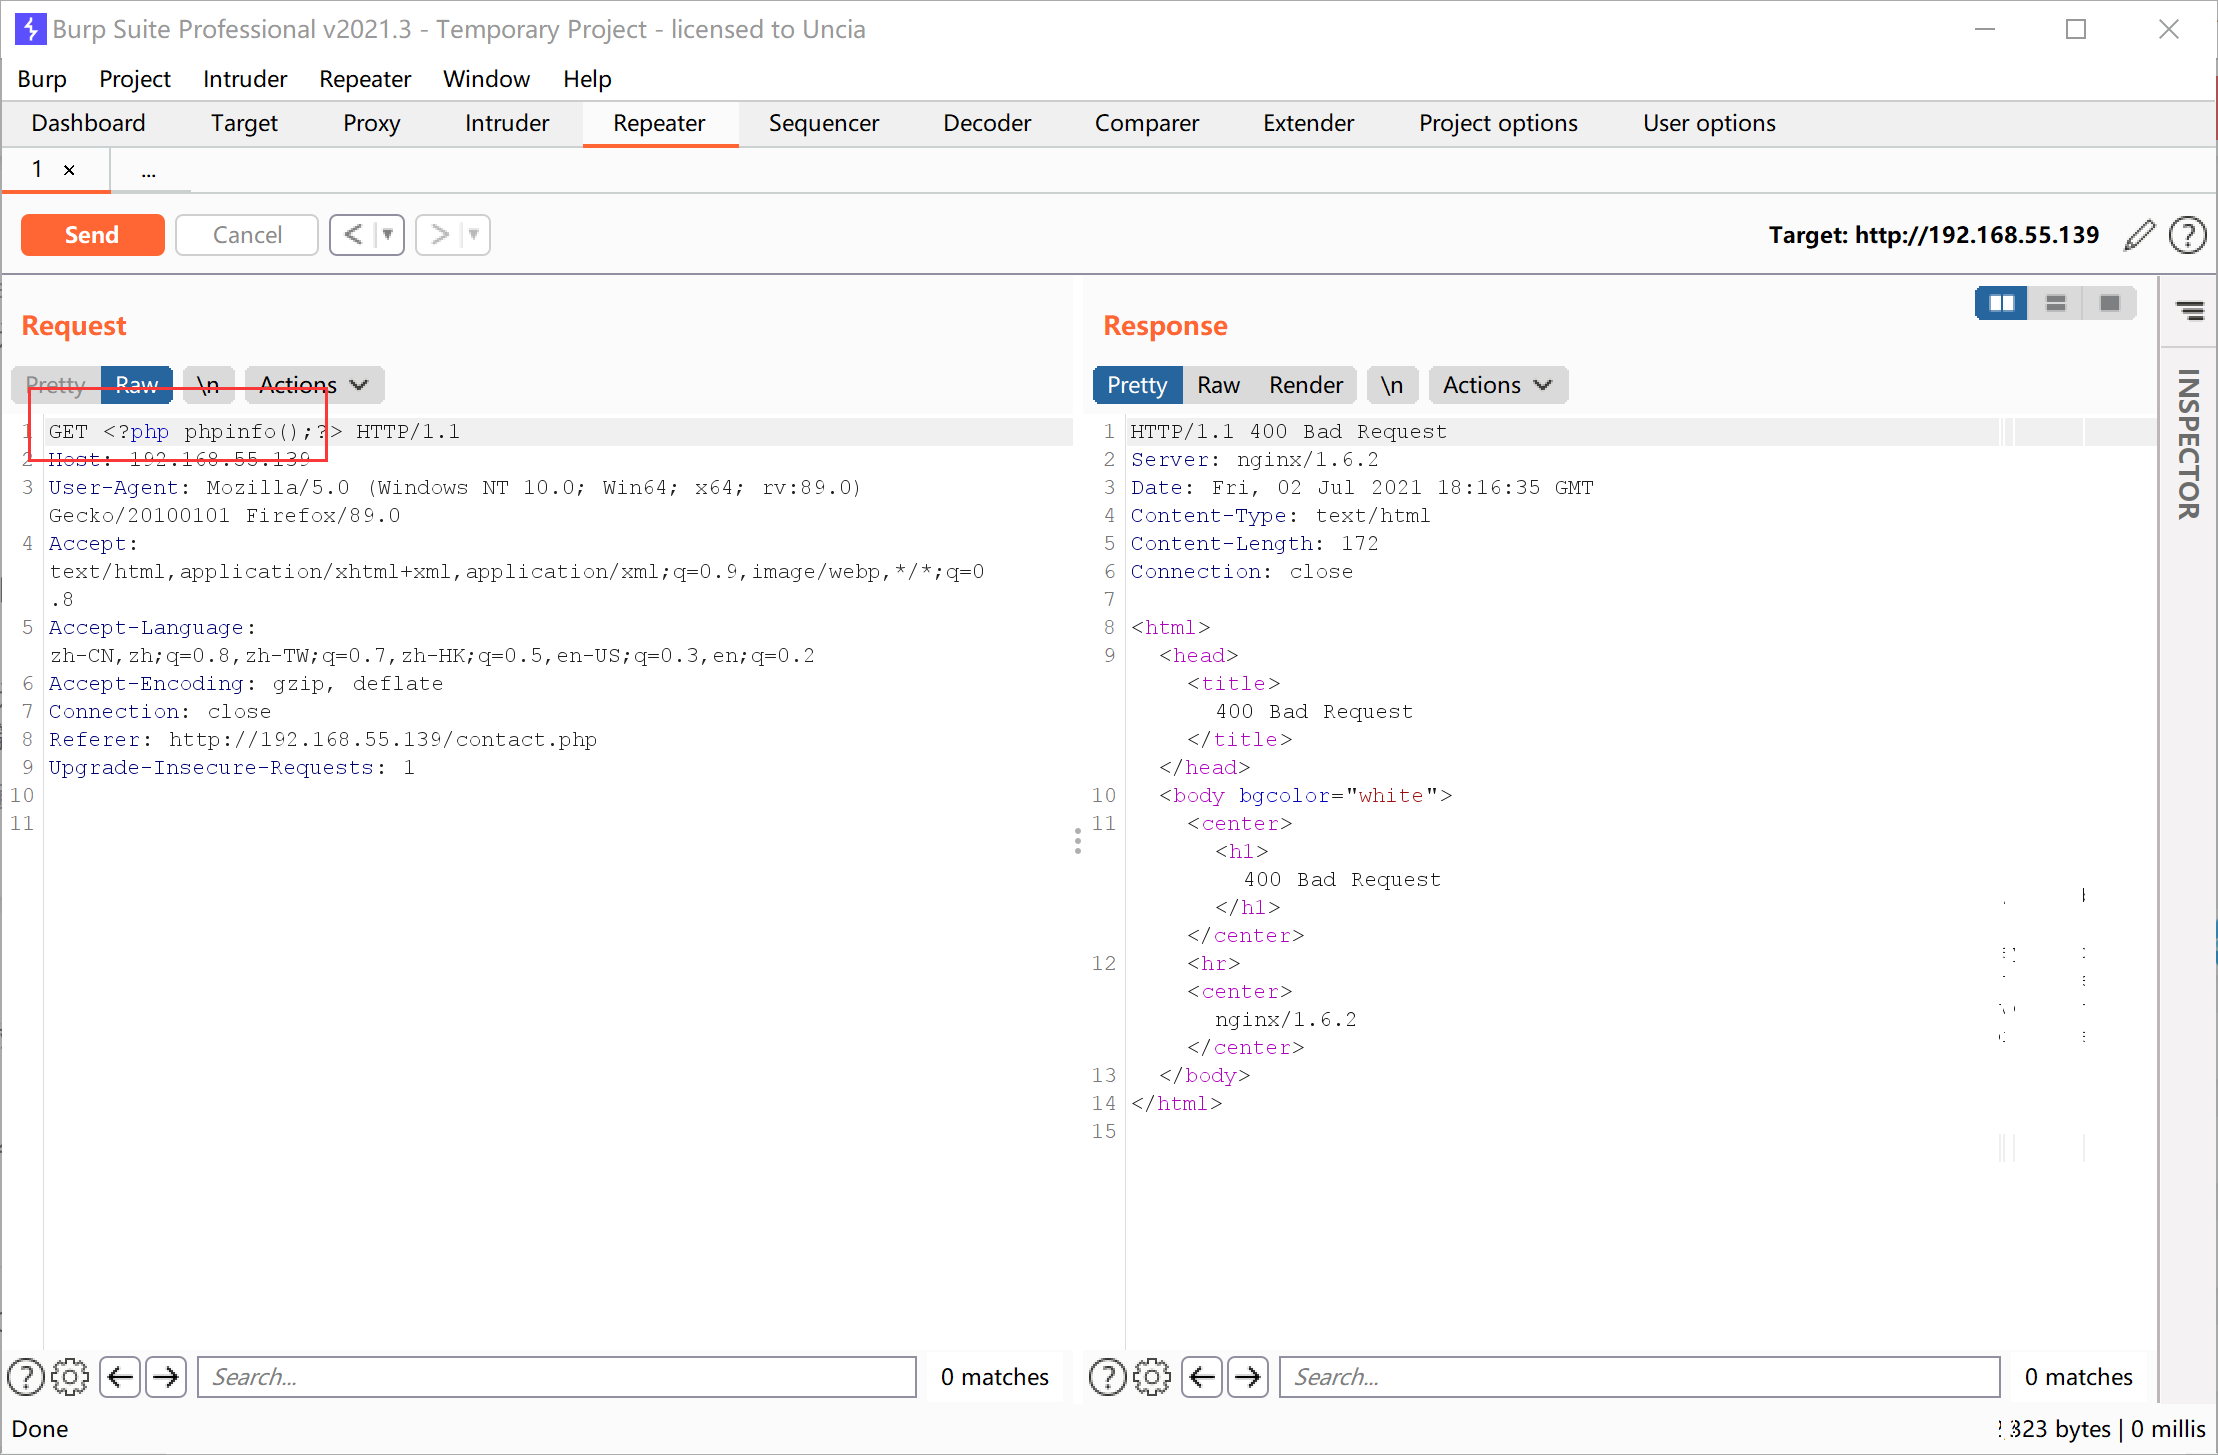 Burp Suite Professional v2021.3 - Temporary Project - licensed to Uncia
Burp Project Intruder Repeater Window Help
Dashboard Target Proxy Intruder Repeater Sequencer Decoder Comparer Extender Project options User options
1 × ...
Send Cancel < ▼ > ▼ Target: http://192.168.55.139 ?
Request
Pretty Raw \n Actions
1 GET <?php phpinfo();?> HTTP/1.1
2 Host: 192.168.55.139
3 User-Agent: Mozilla/5.0 (Windows NT 10.0; Win64; x64; rv:89.0)
Gecko/20100101 Firefox/89.0
4 Accept:
text/html,application/xhtml+xml,application/xml;q=0.9,image/webp,*/*;q=0
.8
5 Accept-Language:
zh-CN,zh;q=0.8,zh-TW;q=0.7,zh-HK;q=0.5,en-US;q=0.3,en;q=0.2
6 Accept-Encoding: gzip, deflate
7 Connection: close
8 Referer: http://192.168.55.139/contact.php
9 Upgrade-Insecure-Requests: 1
10
11
? Search... 0 matches
Response
Pretty Raw Render \n Actions
1 HTTP/1.1 400 Bad Request
2 Server: nginx/1.6.2
3 Date: Fri, 02 Jul 2021 18:16:35 GMT
4 Content-Type: text/html
5 Content-Length: 172
6 Connection: close
7
8 <html>
9 <head>
<title>
400 Bad Request
</title>
</head>
10 <body bgcolor="white">
11 <center>
<h1>
400 Bad Request
</h1>
</center>
12 <hr>
<center>
nginx/1.6.2
</center>
13 </body>
14 </html>
15
? Search... 0 matches
INSPECTOR
Done
323 bytes | 0 millis